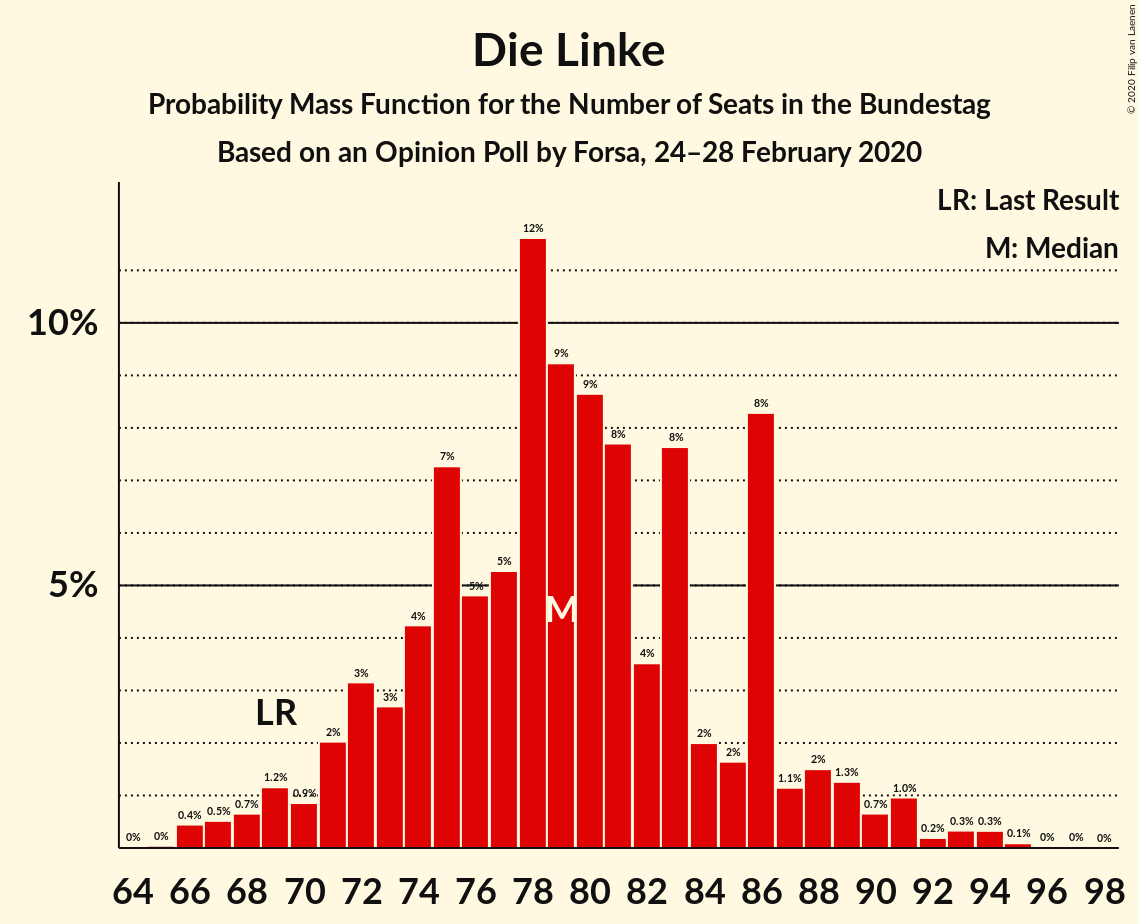 © 2020 Filip van Laenen
Die Linke
Probability Mass Function for the Number of Seats in the Bundestag
Based on an Opinion Poll by Forsa, 24–28 February 2020
LR: Last Result
M: Median
10%
5%
LR
M
0% 0% 0.4% 0.5% 0.7% 1.2% 0.9% 2% 3% 3% 4% 7% 5% 5% 12% 9% 9% 8% 4% 8% 2% 2% 8% 1.1% 2% 1.3% 0.7% 1.0% 0.2% 0.3% 0.3% 0.1% 0% 0% 0%
64 66 68 70 72 74 76 78 80 82 84 86 88 90 92 94 96 98